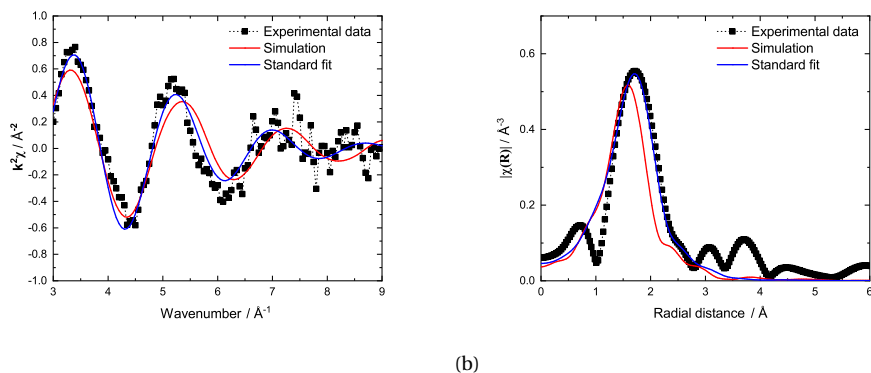 Experimental data
Simulation
Standard fit
1.0
0.8
0.6
0.4
0.2
0.0
-0.2
-0.4
-0.6
-0.8
-1.0
k²χ / Å⁻²
3 4 5 6 7 8 9
Wavenumber / Å⁻¹
Experimental data
Simulation
Standard fit
0.6
0.4
0.2
0.0
|χ(R)| / Å⁻³
0 1 2 3 4 5 6
Radial distance / Å
(b)